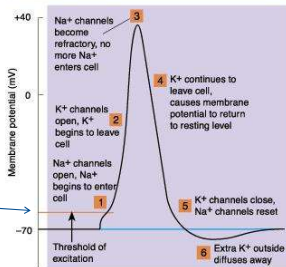 +40
0
−70
Membrane potential (mV)
Na+ channels
become
refractory, no
more Na+
enters cell
3
K+ channels
open, K+
begins to leave
cell
2
Na+ channels
open, Na+
begins to enter
cell
1
4
K+ continues to
leave cell,
causes membrane
potential to return
to resting level
5
K+ channels close,
Na+ channels reset
6
Extra K+ outside
diffuses away
Threshold of
excitation